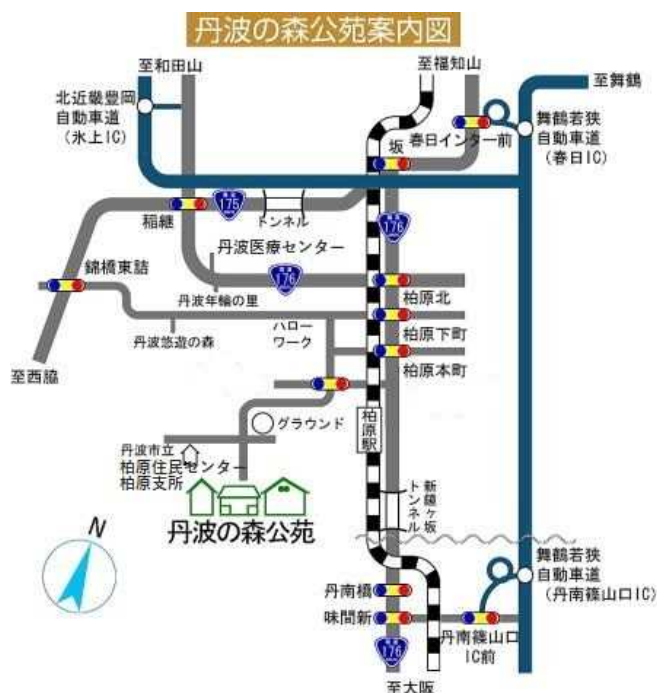 丹波の森公苑案内図
至和田山
至福知山
至舞鶴
北近畿豊岡
自動車道
(氷上IC)
春日インター前
舞鶴若狭
自動車道
(春日IC)
坂
稲継
175
トンネル
176
丹波医療センター
錦橋東詰
176
丹波年輪の里
柏原北
丹波悠遊の森
ハロー
ワーク
柏原下町
柏原本町
至西脇
グラウンド
柏原駅
丹波市立
柏原住民センター
柏原支所
丹波の森公苑
新鐘ヶ坂
トンネル
N
舞鶴若狭
自動車道
(丹南篠山口IC)
丹南橋
味間新
丹南篠山口
IC前
176
至大阪